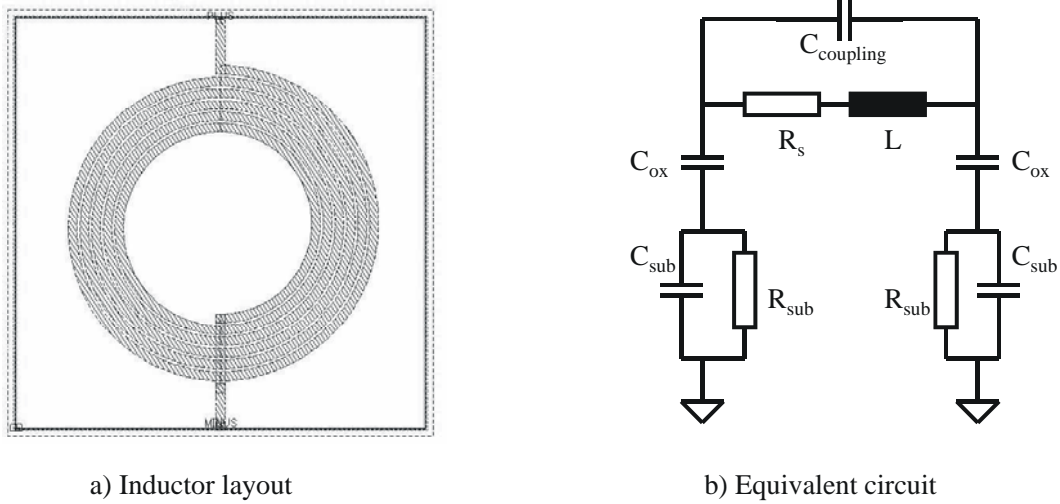 PLUS
MINUS
a) Inductor layout
C_coupling
R_s
L
C_ox
C_ox
C_sub
R_sub
R_sub
C_sub
b) Equivalent circuit